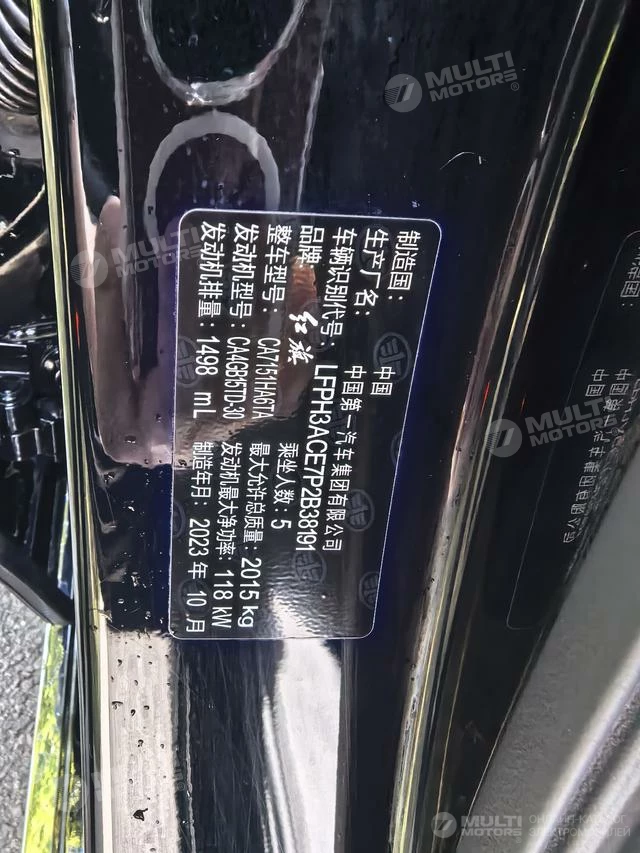 MULTI
MOTORS®
制造国: 中国
生产厂名: 中国第一汽车集团有限公司
车辆识别代号: LFPH3ACE7P2B38191
品牌: 红旗 乘坐人数: 5
整车型号: CA7151HA6TA 最大允许总质量: 2015 kg
发动机型号: CA4GB15TD-30 发动机最大净功率: 118 kW
发动机排量: 1498 mL 制造年月: 2023 年 10 月
MULTI
MOTORS
MULTI
MOTORS
ОНЛАЙН-КАТАЛОГ
ЭЛЕКТРОМОБИЛЕЙ